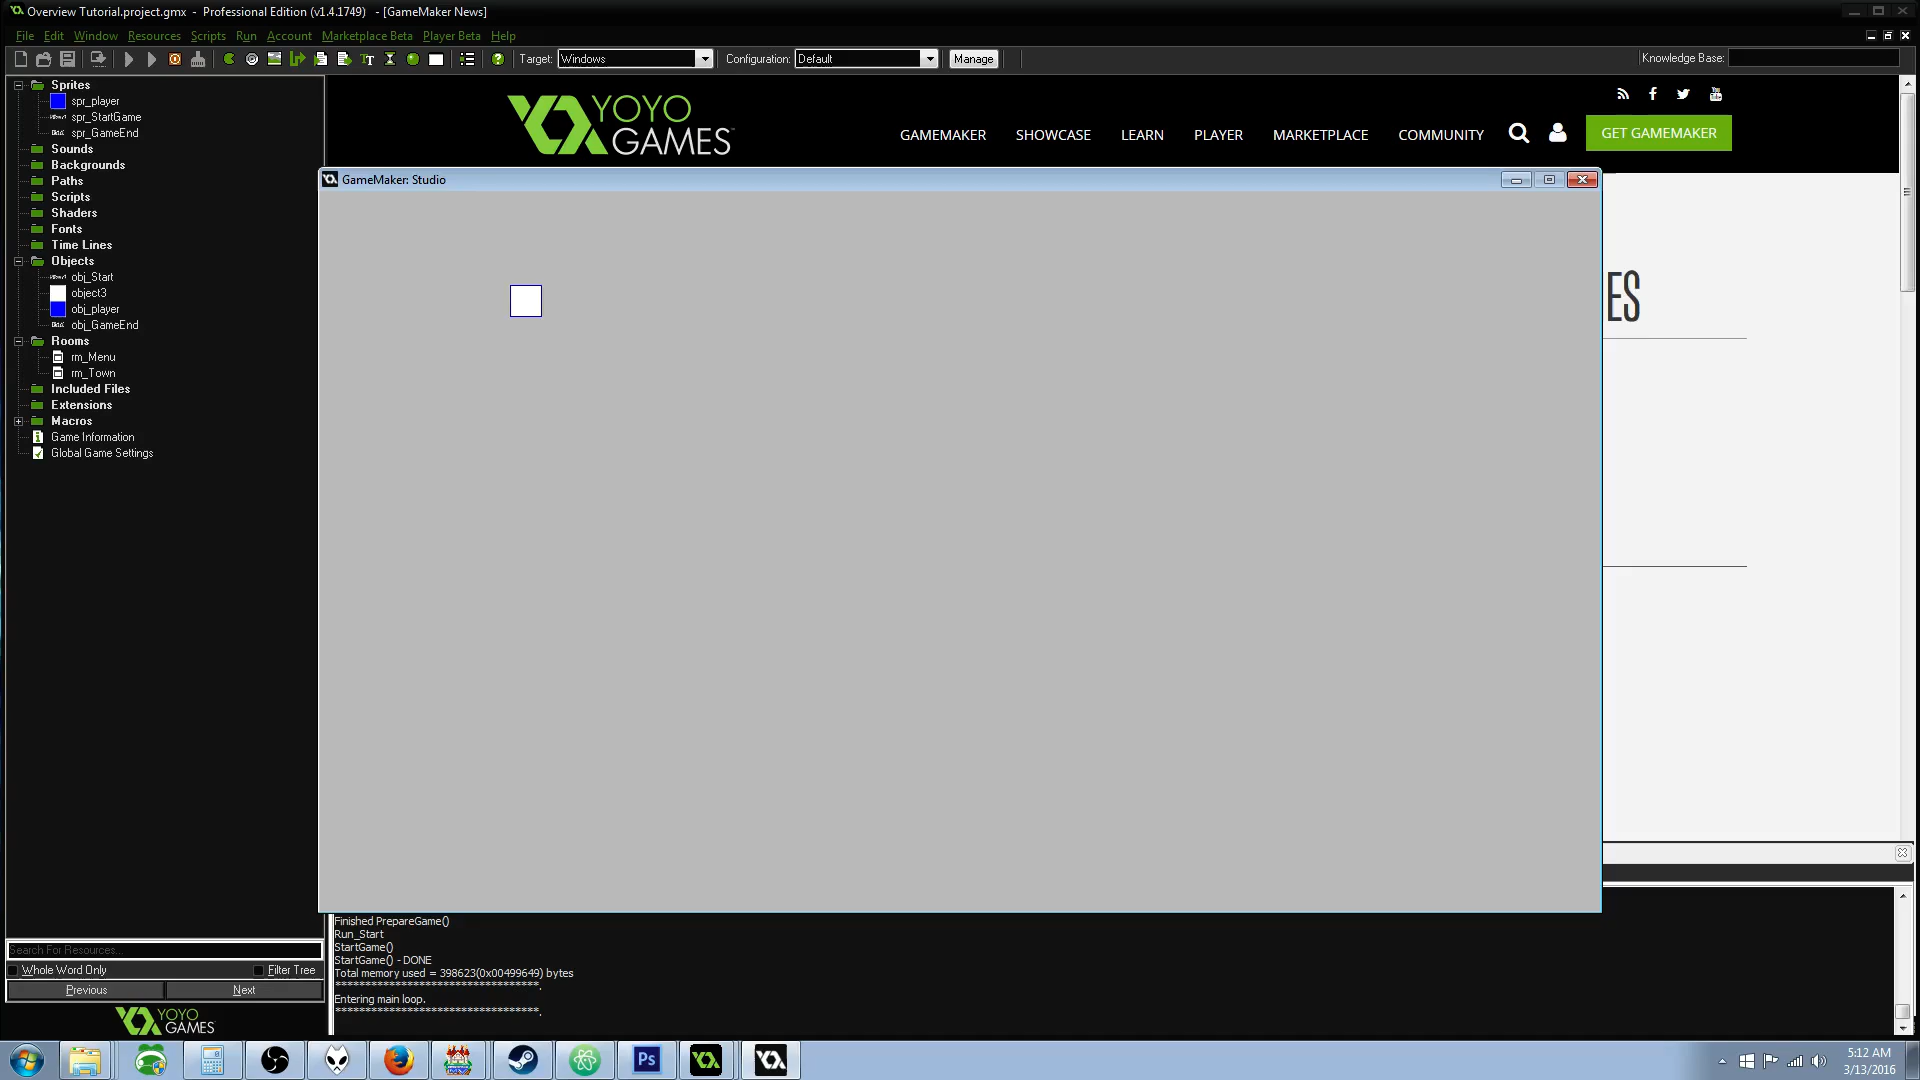 Overview Tutorial.project.gmx - Professional Edition (v1.4.1749) - [GameMaker News]
File Edit Window Resources Scripts Run Account Marketplace Beta Player Beta Help
Target: Windows Configuration: Default Manage Knowledge Base:
Sprites
spr_player
spr_StartGame
spr_GameEnd
Sounds
Backgrounds
Paths
Scripts
Shaders
Fonts
Time Lines
Objects
obj_Start
object3
obj_player
obj_GameEnd
Rooms
rm_Menu
rm_Town
Included Files
Extensions
Macros
Game Information
Global Game Settings
Search For Resources...
Whole Word Only Filter Tree
Previous Next
YOYO
GAMES
YOYO
GAMES™
GAMEMAKER SHOWCASE LEARN PLAYER MARKETPLACE COMMUNITY GET GAMEMAKER
GameMaker: Studio
ES
Finished PrepareGame()
Run_Start
StartGame()
StartGame() - DONE
Total memory used = 398623(0x00499649) bytes
**********************************.
Entering main loop.
**********************************.
Ps
5:12 AM
3/13/2016